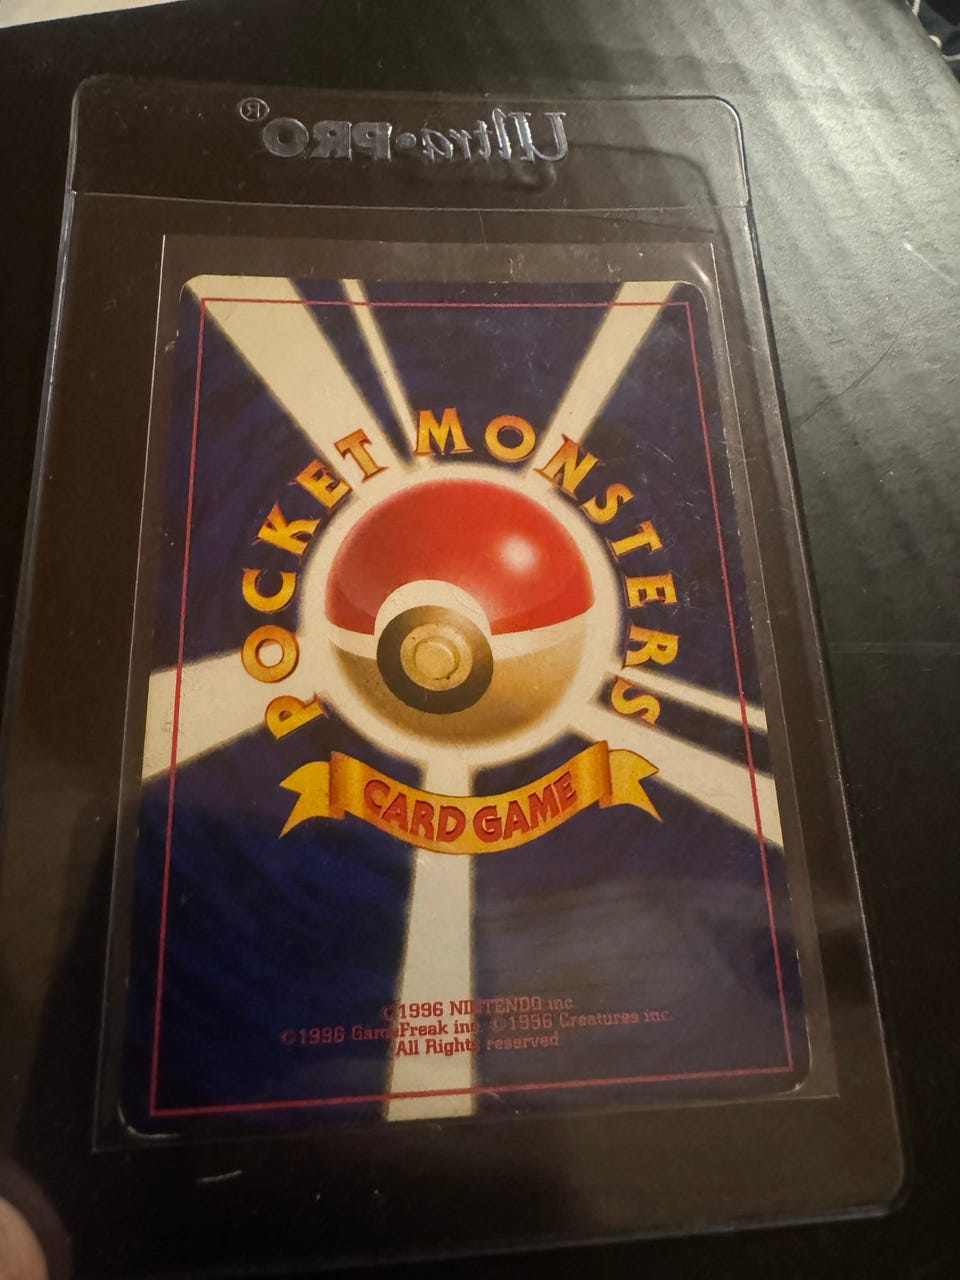 Ultra•PRO®
POCKET MONSTERS
CARD GAME
©1996 NINTENDO inc.
©1996 GameFreak inc. ©1996 Creatures inc.
All Rights reserved.